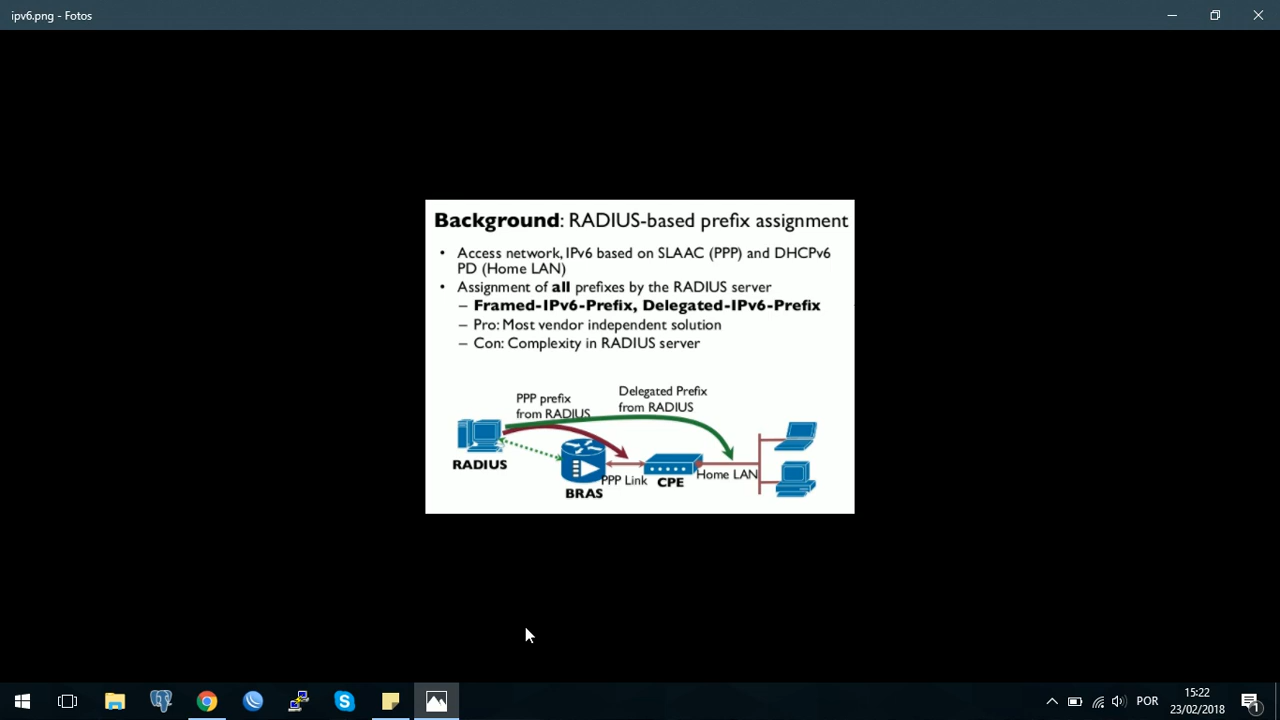 ipv6.png - Fotos
Background: RADIUS-based prefix assignment
• Access network, IPv6 based on SLAAC (PPP) and DHCPv6
PD (Home LAN)
• Assignment of all prefixes by the RADIUS server
– Framed-IPv6-Prefix, Delegated-IPv6-Prefix
– Pro: Most vendor independent solution
– Con: Complexity in RADIUS server
PPP prefix
from RADIUS
Delegated Prefix
from RADIUS
RADIUS
BRAS
PPP Link
CPE
Home LAN
POR
15:22
23/02/2018
1